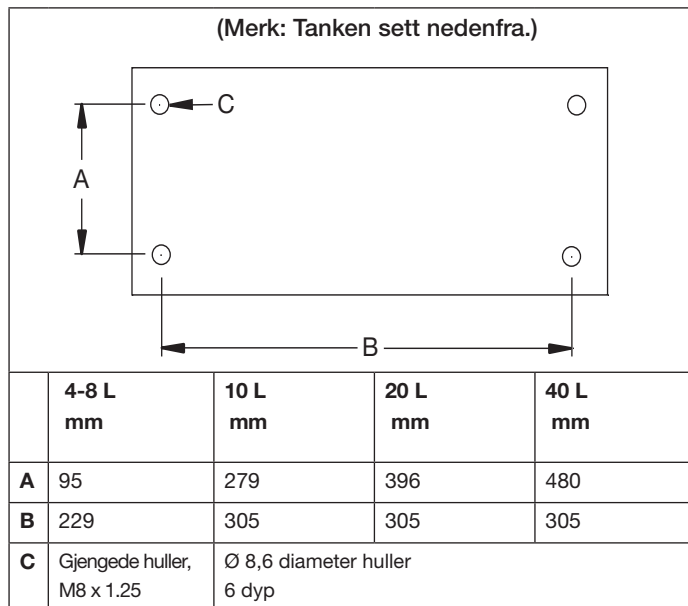 (Merk: Tanken sett nedenfra.)
C
A
B
4-8 L 10 L 20 L 40 L
mm mm mm mm
A 95 279 396 480
B 229 305 305 305
C Gjengede huller, Ø 8,6 diameter huller
M8 x 1.25 6 dyp